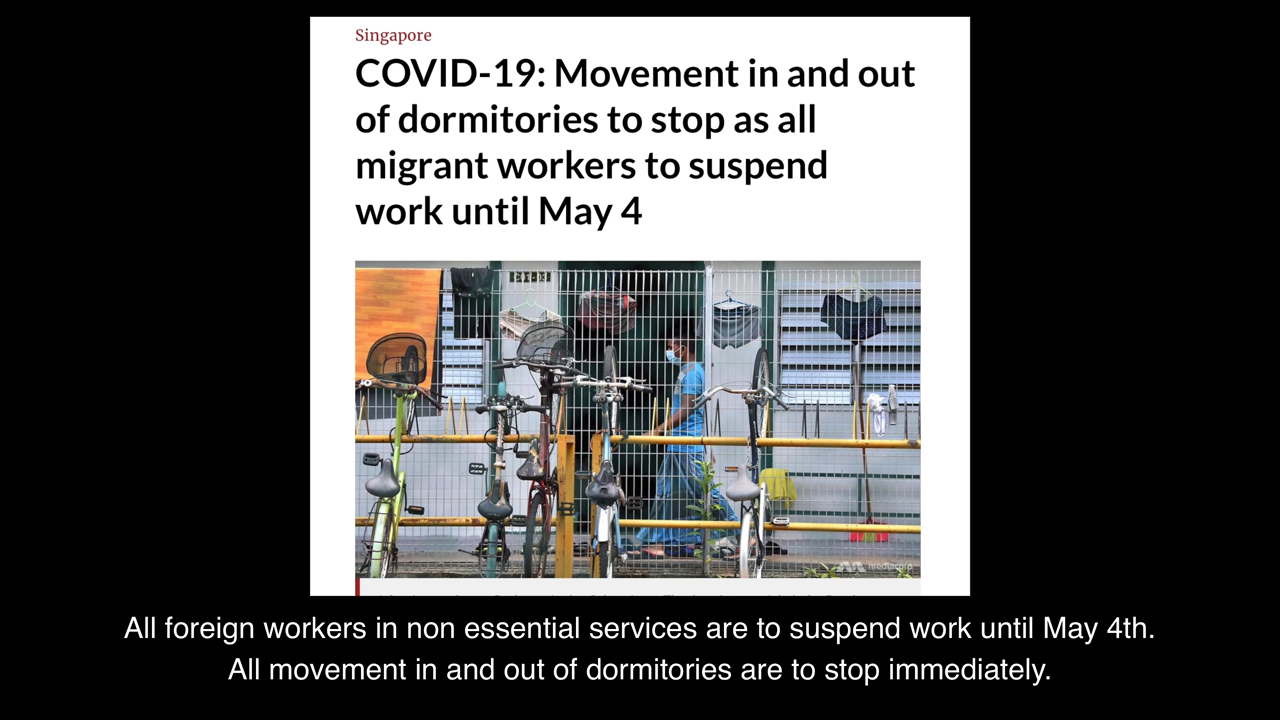 Singapore
COVID-19: Movement in and out
of dormitories to stop as all
migrant workers to suspend
work until May 4
mediacorp
All foreign workers in non essential services are to suspend work until May 4th.
All movement in and out of dormitories are to stop immediately.